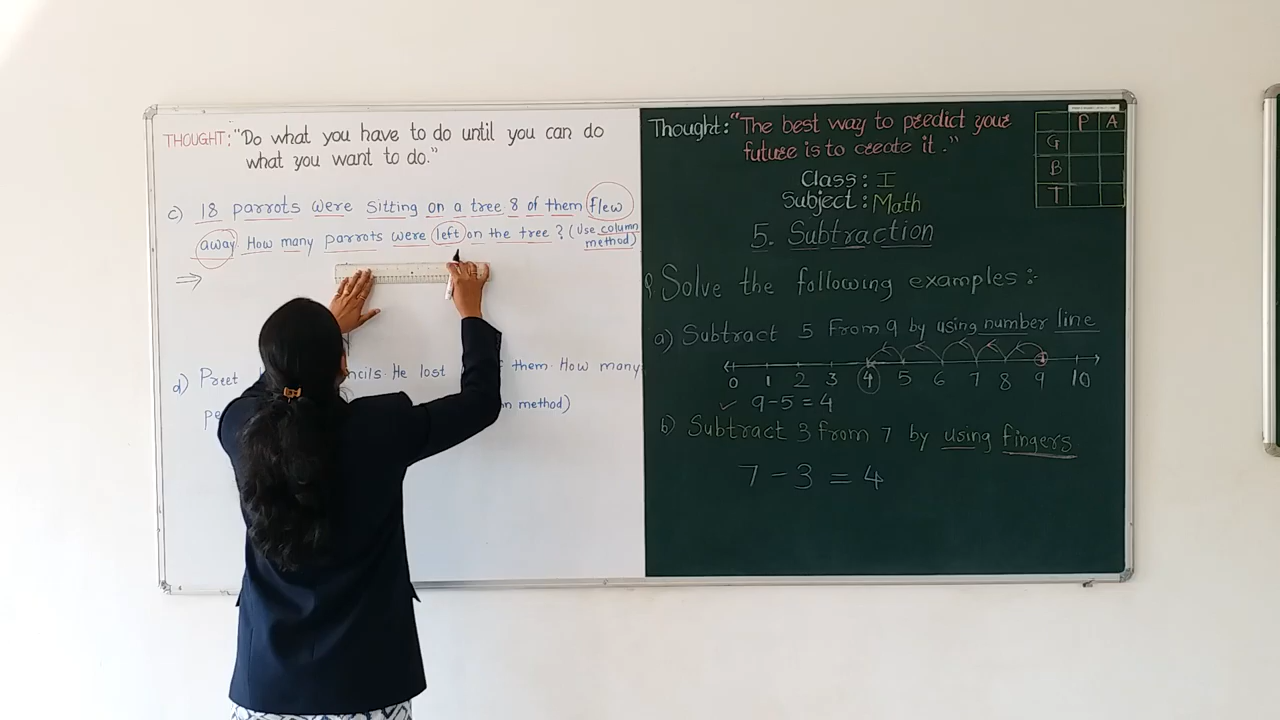 THOUGHT: "Do what you have to do until you can do
what you want to do."
c) 18 parrots were sitting on a tree 8 of them flew
away How many parrots were left on the tree? (Use column
method)
⇒
d) Preet ncils. He lost of them. How many
pe n method)
Thought: "The best way to predict your
future is to create it."
Class: I
Subject: Math
5. Subtraction
P A
G
B
T
Q Solve the following examples:-
a) Subtract 5 From 9 by using number line
0 1 2 3 4 5 6 7 8 9 10
✓ 9-5=4
b) Subtract 3 from 7 by using fingers
7-3=4